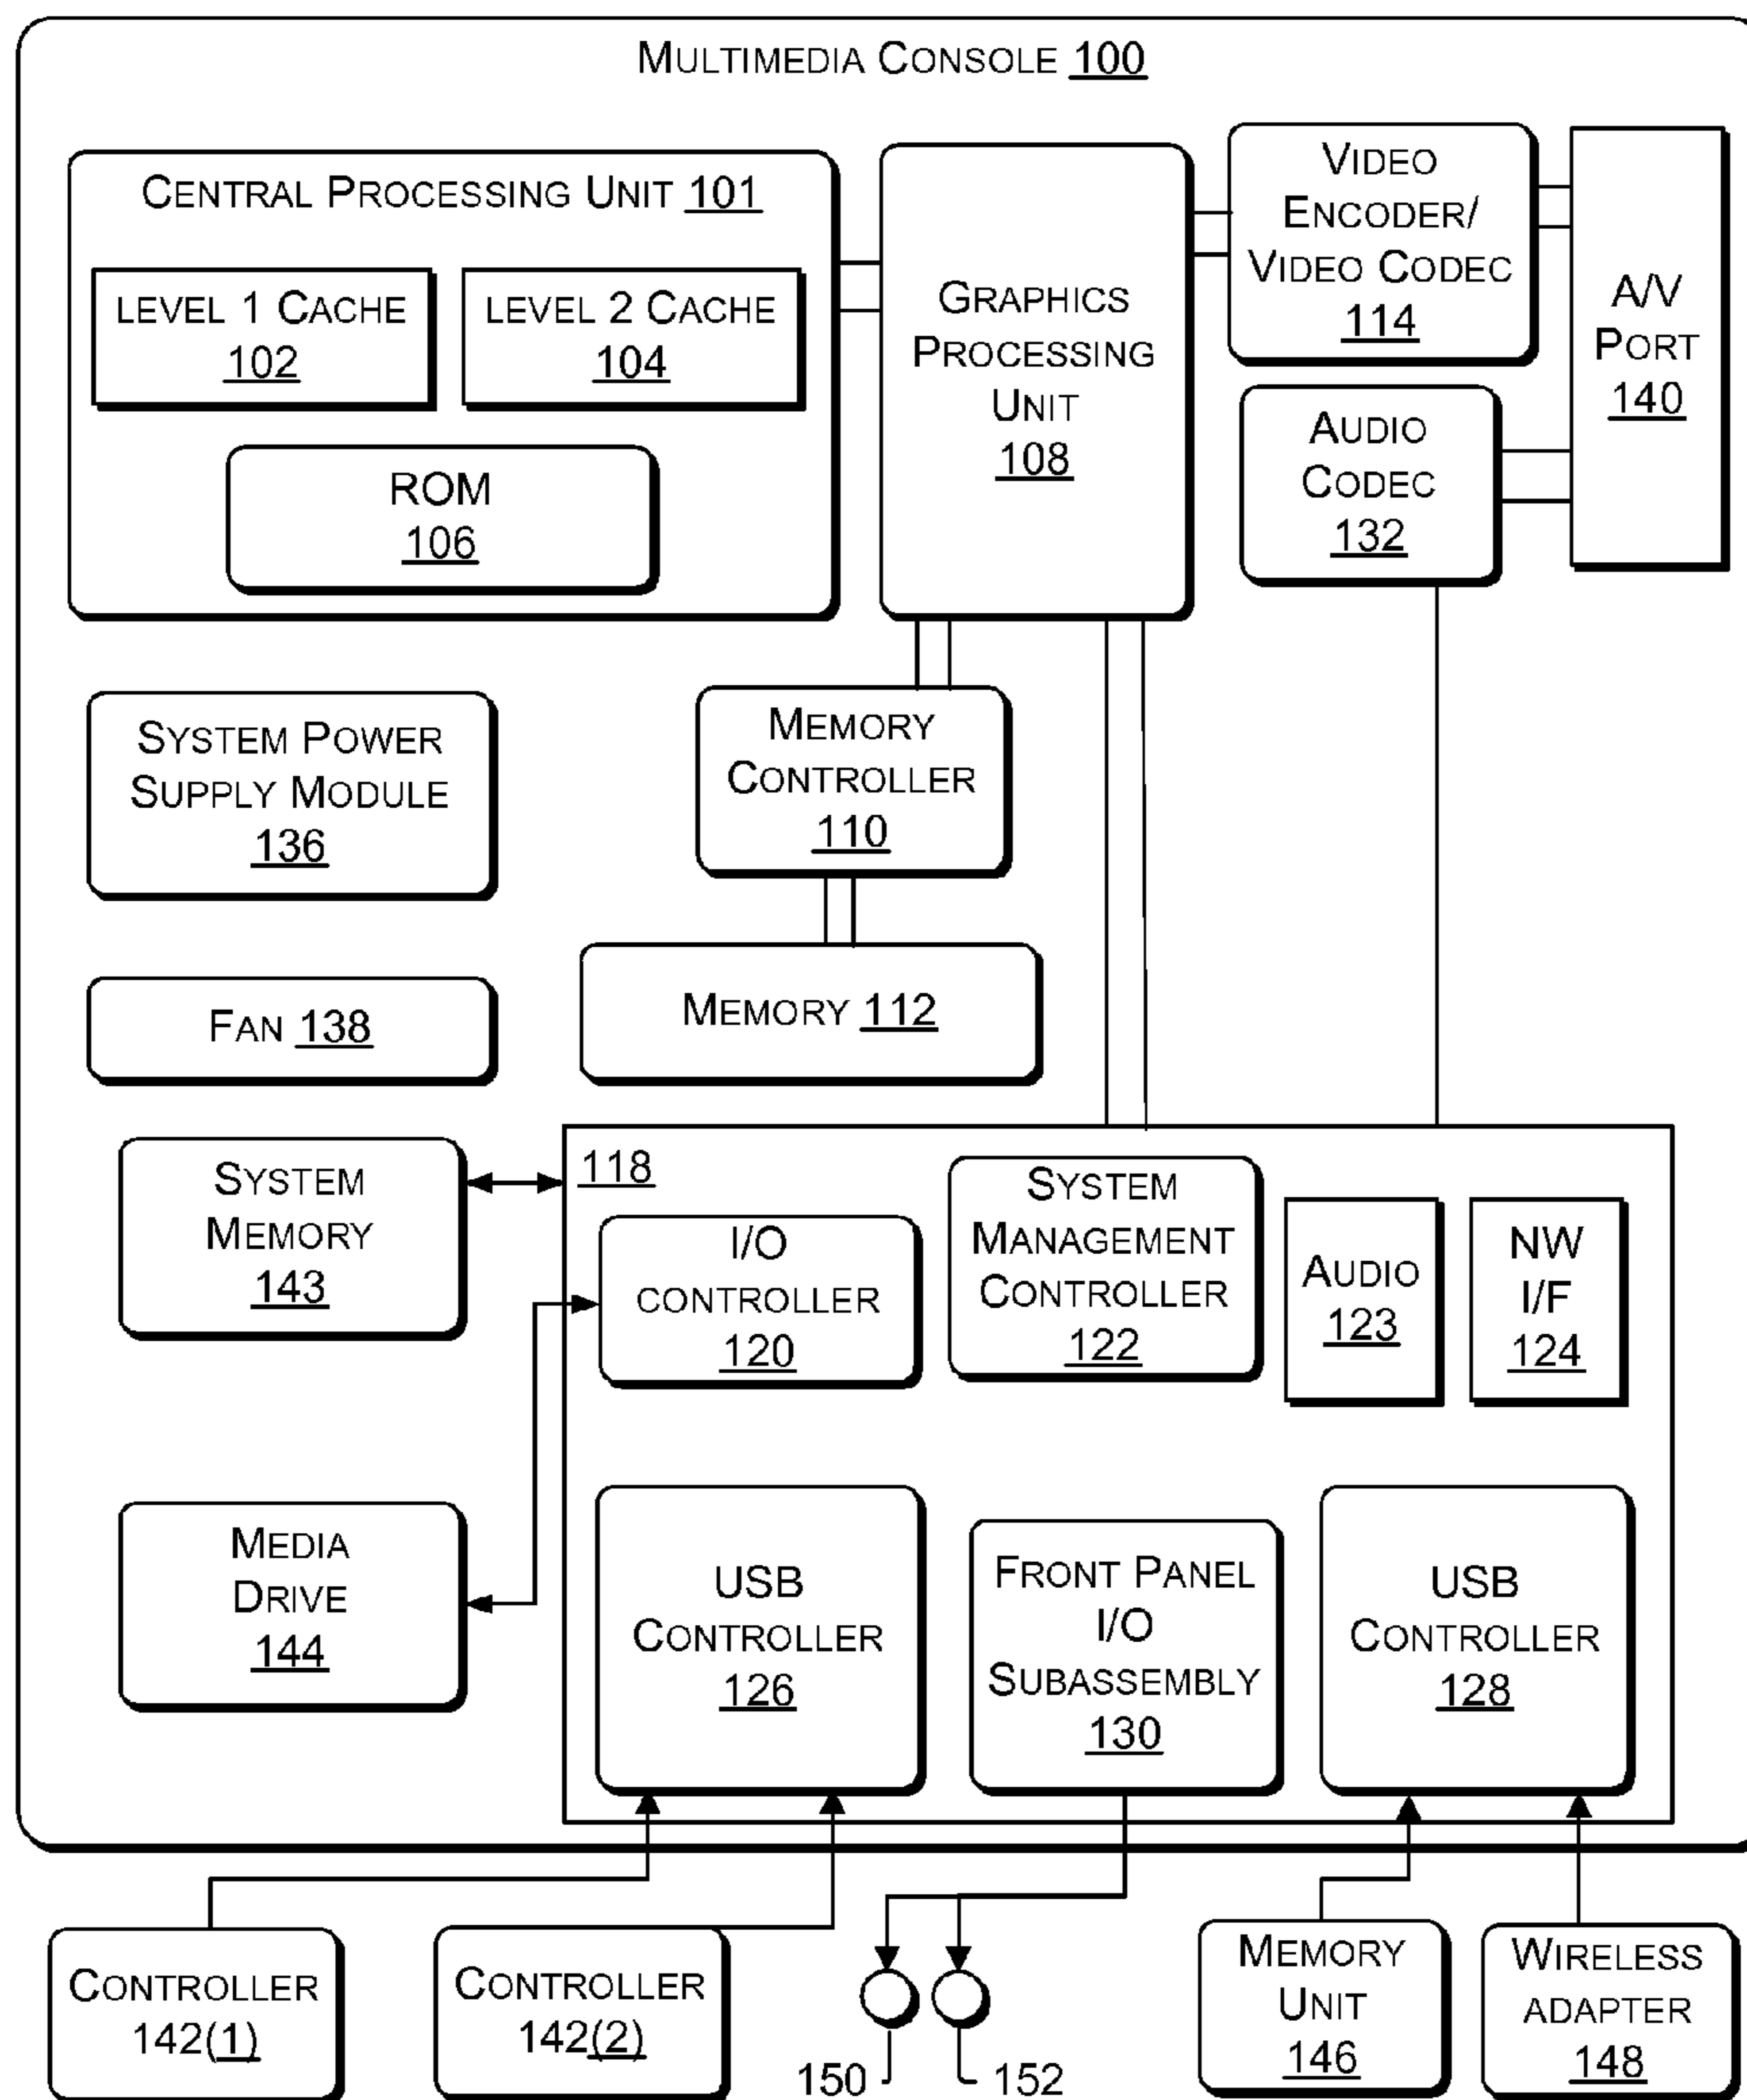 MULTIMEDIA CONSOLE 100
CENTRAL PROCESSING UNIT 101
LEVEL 1 CACHE
102
LEVEL 2 CACHE
104
ROM
106
GRAPHICS
PROCESSING
UNIT
108
VIDEO
ENCODER/
VIDEO CODEC
114
A/V
PORT
140
AUDIO
CODEC
132
SYSTEM POWER
SUPPLY MODULE
136
MEMORY
CONTROLLER
110
FAN 138
MEMORY 112
SYSTEM
MEMORY
143
118
I/O
CONTROLLER
120
SYSTEM
MANAGEMENT
CONTROLLER
122
AUDIO
123
NW
I/F
124
MEDIA
DRIVE
144
USB
CONTROLLER
126
FRONT PANEL
I/O
SUBASSEMBLY
130
USB
CONTROLLER
128
CONTROLLER
142(1)
CONTROLLER
142(2)
150
152
MEMORY
UNIT
146
WIRELESS
ADAPTER
148